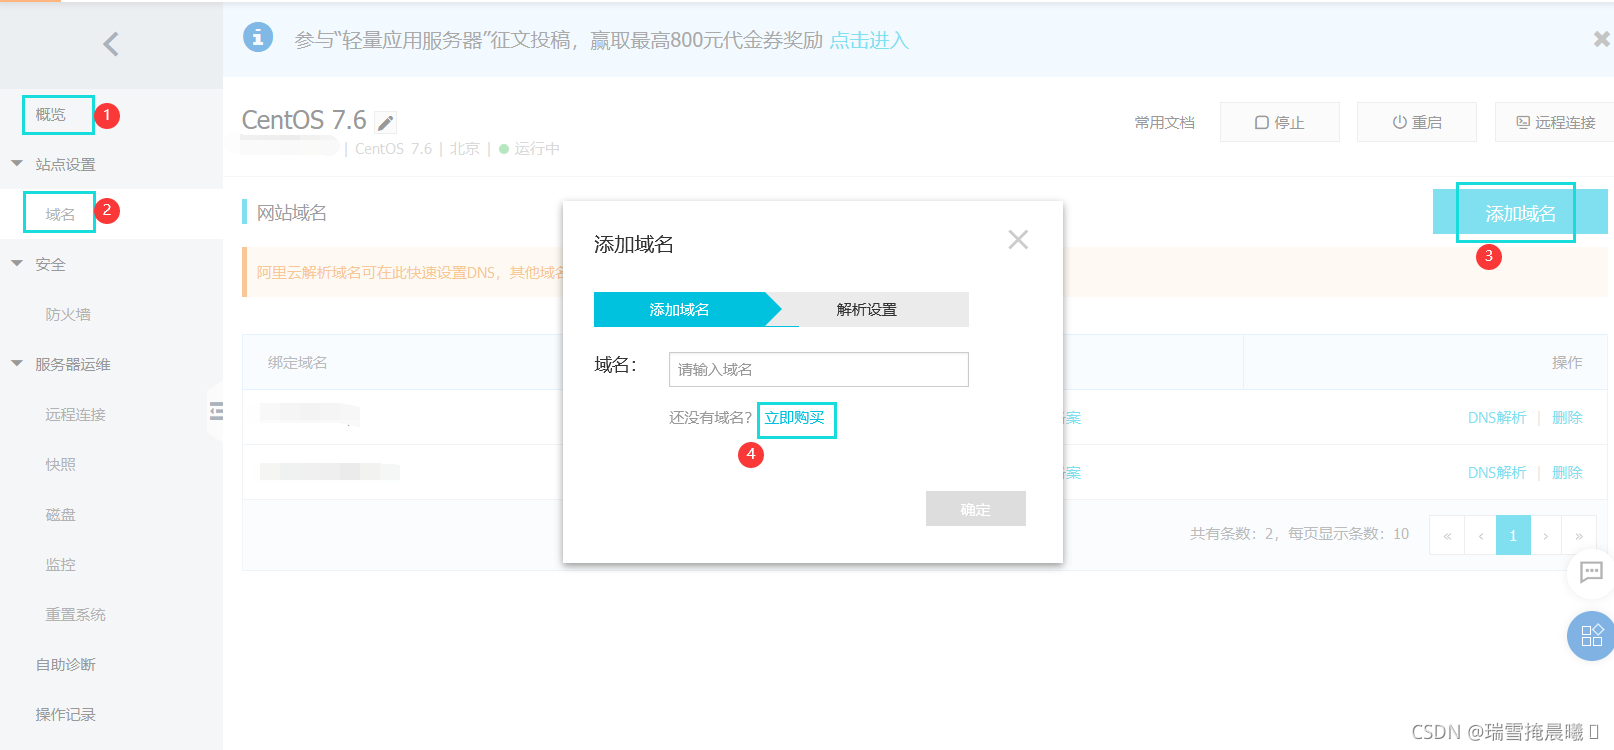 参与“轻量应用服务器”征文投稿，赢取最高800元代金券奖励 点击进入
概览
1
站点设置
域名
2
安全
防火墙
服务器运维
远程连接
快照
磁盘
监控
重置系统
自助诊断
操作记录
CentOS 7.6
常用文档
停止
重启
远程连接
| CentOS 7.6 | 北京 | 运行中
网站域名
添加域名
3
阿里云解析域名可在此快速设置DNS，其他域名
绑定域名
操作
案
DNS解析 | 删除
案
DNS解析 | 删除
共有条数：2，每页显示条数：10
« ‹ 1 › »
添加域名
添加域名
解析设置
域名：
请输入域名
还没有域名？ 立即购买
4
确定
CSDN @瑞雪掩晨曦